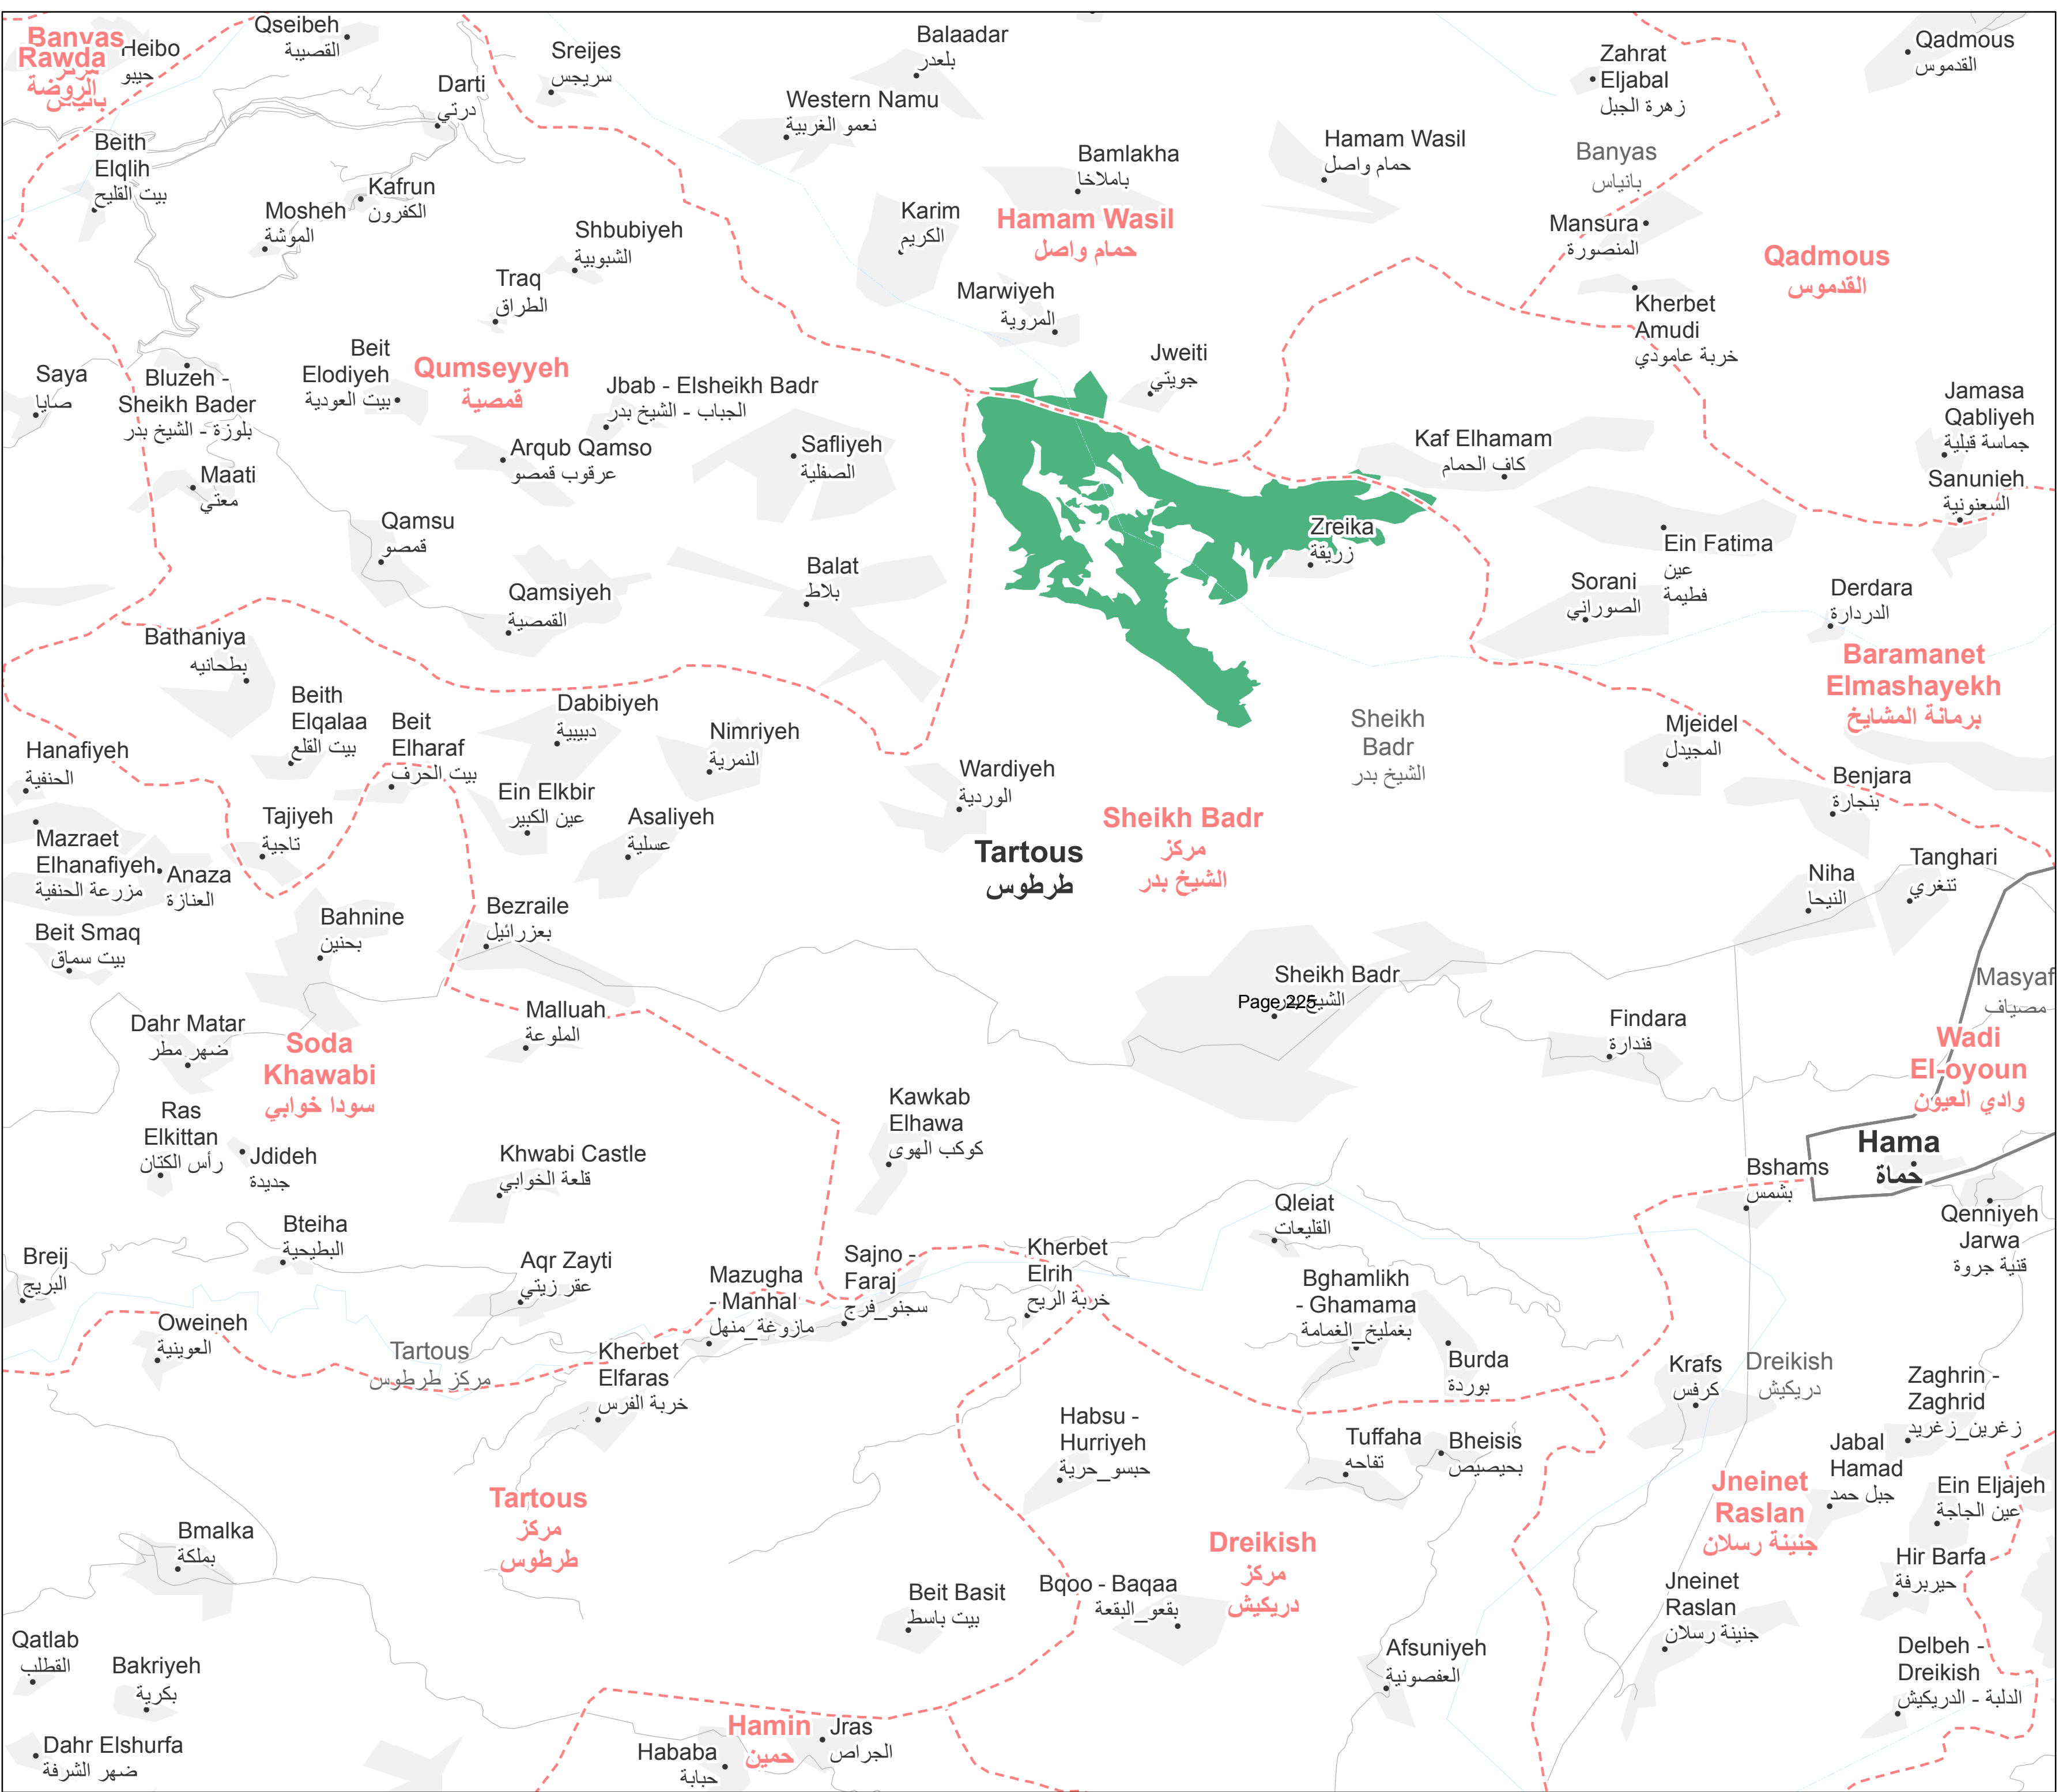 Banyas
Rawda
مركز
الروضة
بانياس
Heibo
حيبو
Qseibeh
القصيبة
Sreijes
سريجس
Balaadar
بلعدر
Zahrat
Eljabal
زهرة الجبل
Qadmous
القدموس
Darti
درتي
Western Namu
نعمو الغربية
Beith
Elqlih
بيت القليح
Bamlakha
باملاخا
Hamam Wasil
حمام واصل
Banyas
بانياس
Kafrun
الكفرون
Mosheh
الموشة
Karim
الكريم
Hamam Wasil
حمام واصل
Mansura
المنصورة
Shbubiyeh
الشبوبية
Qadmous
القدموس
Traq
الطراق
Marwiyeh
المروية
Kherbet
Amudi
خربة عامودي
Beit
Elodiyeh
بيت العودية
Qumseyyeh
قمصية
Jweiti
جويتي
Saya
صايا
Bluzeh -
Sheikh Bader
بلوزة - الشيخ بدر
Jbab - Elsheikh Badr
الجباب - الشيخ بدر
Jamasa
Qabliyeh
جماسة قبلية
Arqub Qamso
عرقوب قمصو
Safliyeh
الصفلية
Kaf Elhamam
كاف الحمام
Maati
معتي
Sanunieh
السعنونية
Qamsu
قمصو
Zreika
زريقة
Ein Fatima
عين
فطيمة
Balat
بلاط
Sorani
الصوراني
Derdara
الدردارة
Qamsiyeh
القمصية
Bathaniya
بطحانيه
Baramanet
Elmashayekh
برمانة المشايخ
Beith
Elqalaa
بيت القلع
Beit
Elharaf
بيت الحرف
Dabibiyeh
دبيبية
Nimriyeh
النمرية
Sheikh
Badr
الشيخ بدر
Mjeidel
المجيدل
Hanafiyeh
الحنفية
Wardiyeh
الوردية
Benjara
بنجارة
Ein Elkbir
عين الكبير
Asaliyeh
عسلية
Sheikh Badr
مركز
الشيخ بدر
Tajiyeh
تاجية
Mazraet
Elhanafiyeh
مزرعة الحنفية
Anaza
العنازة
Tartous
طرطوس
Niha
النيحا
Tanghari
تنغري
Bahnine
بحنين
Bezraile
بعزرائيل
Beit Smaq
بيت سماق
Sheikh Badr
الشيخ بدر
Page 225
Masyaf
مصياف
Malluah
الملوعة
Findara
فندارة
Dahr Matar
ضهر مطر
Soda
Khawabi
سودا خوابي
Wadi
El-oyoun
وادي العيون
Ras
Elkittan
رأس الكتان
Jdideh
جديدة
Kawkab
Elhawa
كوكب الهوى
Khwabi Castle
قلعة الخوابي
Hama
حماة
Bshams
بشمس
Qleiat
القليعات
Qenniyeh
Jarwa
قنية جروة
Bteiha
البطيحية
Breij
البريج
Aqr Zayti
عقر زيتي
Sajno -
Faraj
سجنو_فرج
Kherbet
Elrih
خربة الريح
Mazugha
- Manhal
مازوغة_منهل
Bghamlikh
- Ghamama
بغمليخ_الغمامة
Oweineh
العوينية
Tartous
مركز طرطوس
Kherbet
Elfaras
خربة الفرس
Burda
بوردة
Krafs
كرفس
Dreikish
دريكيش
Zaghrin -
Zaghrid
زغرين_زغريد
Habsu -
Hurriyeh
حبسو_حرية
Tuffaha
تفاحه
Bheisis
بحيصيص
Jabal
Hamad
جبل حمد
Jneinet
Raslan
جنينة رسلان
Ein Eljajeh
عين الجاجة
Tartous
مركز
طرطوس
Bmalka
بملكة
Dreikish
مركز
دريكيش
Hir Barfa
حيربرفة
Beit Basit
بيت باسط
Bqoo - Baqaa
بقعو_البقعة
Jneinet
Raslan
جنينة رسلان
Qatlab
القطلب
Bakriyeh
بكرية
Afsuniyeh
العفصونية
Delbeh -
Dreikish
الدلبة - الدريكيش
Dahr Elshurfa
ضهر الشرفة
Hamin
حمين
Jras
الجراص
Hababa
حبابة